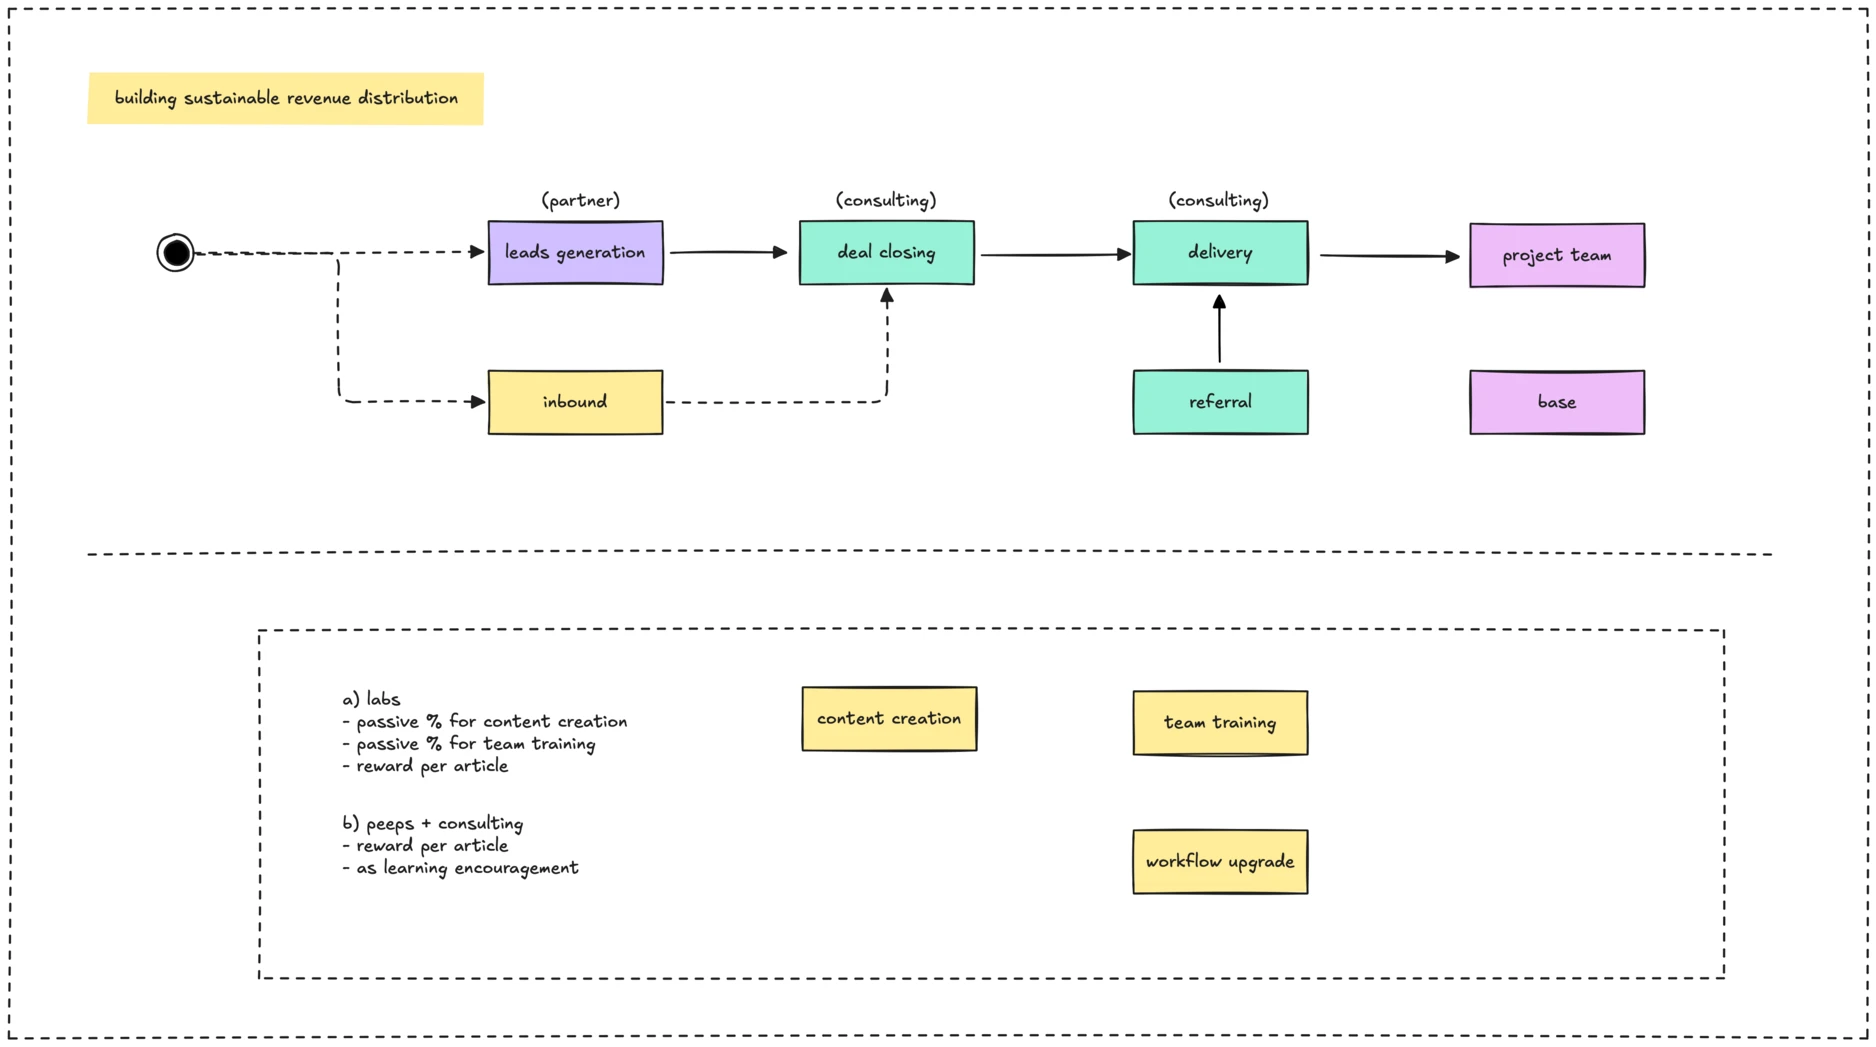 building sustainable revenue distribution
(partner)
(consulting)
(consulting)
leads generation
deal closing
delivery
project team
inbound
referral
base
a) labs
- passive % for content creation
- passive % for team training
- reward per article
b) peeps + consulting
- reward per article
- as learning encouragement
content creation
team training
workflow upgrade